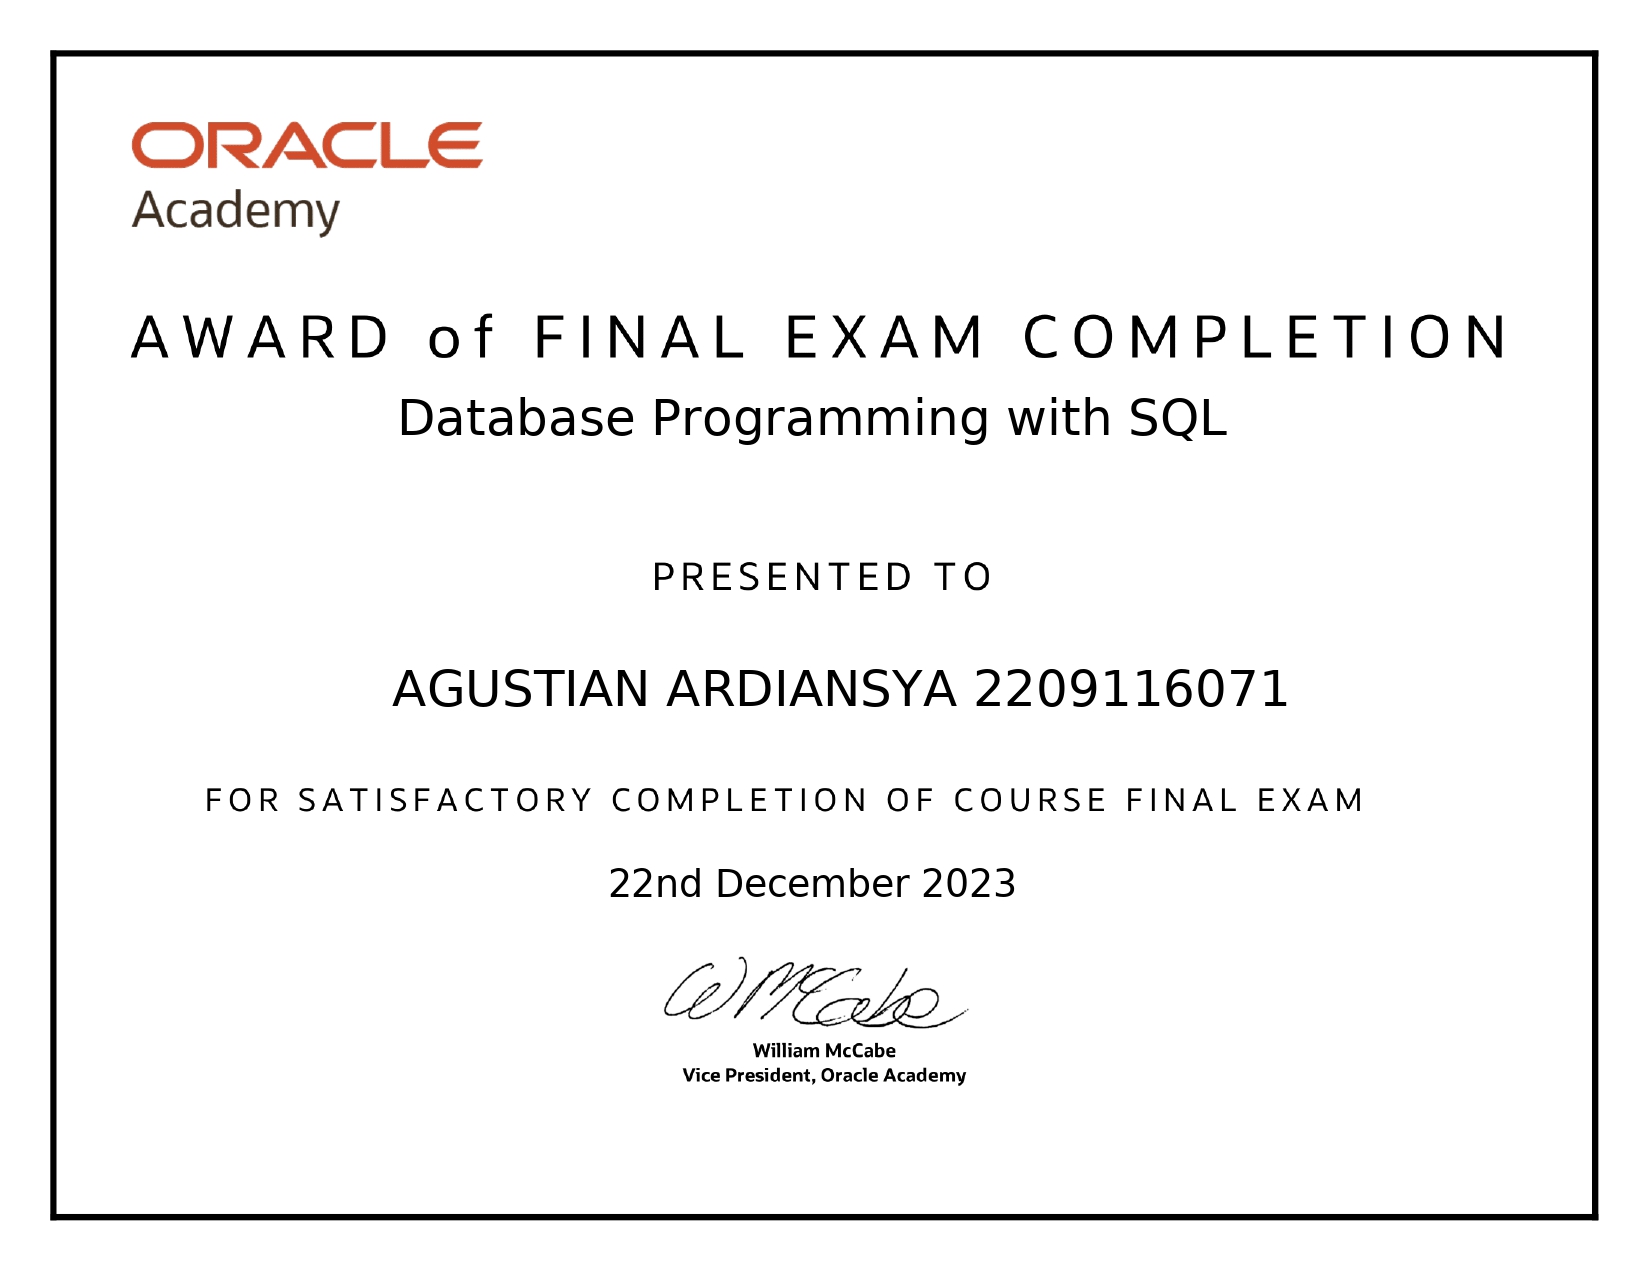 ORACLE
Academy
AWARD of FINAL EXAM COMPLETION
Database Programming with SQL
PRESENTED TO
AGUSTIAN ARDIANSYA 2209116071
FOR SATISFACTORY COMPLETION OF COURSE FINAL EXAM
22nd December 2023
W McCabe
William McCabe
Vice President, Oracle Academy